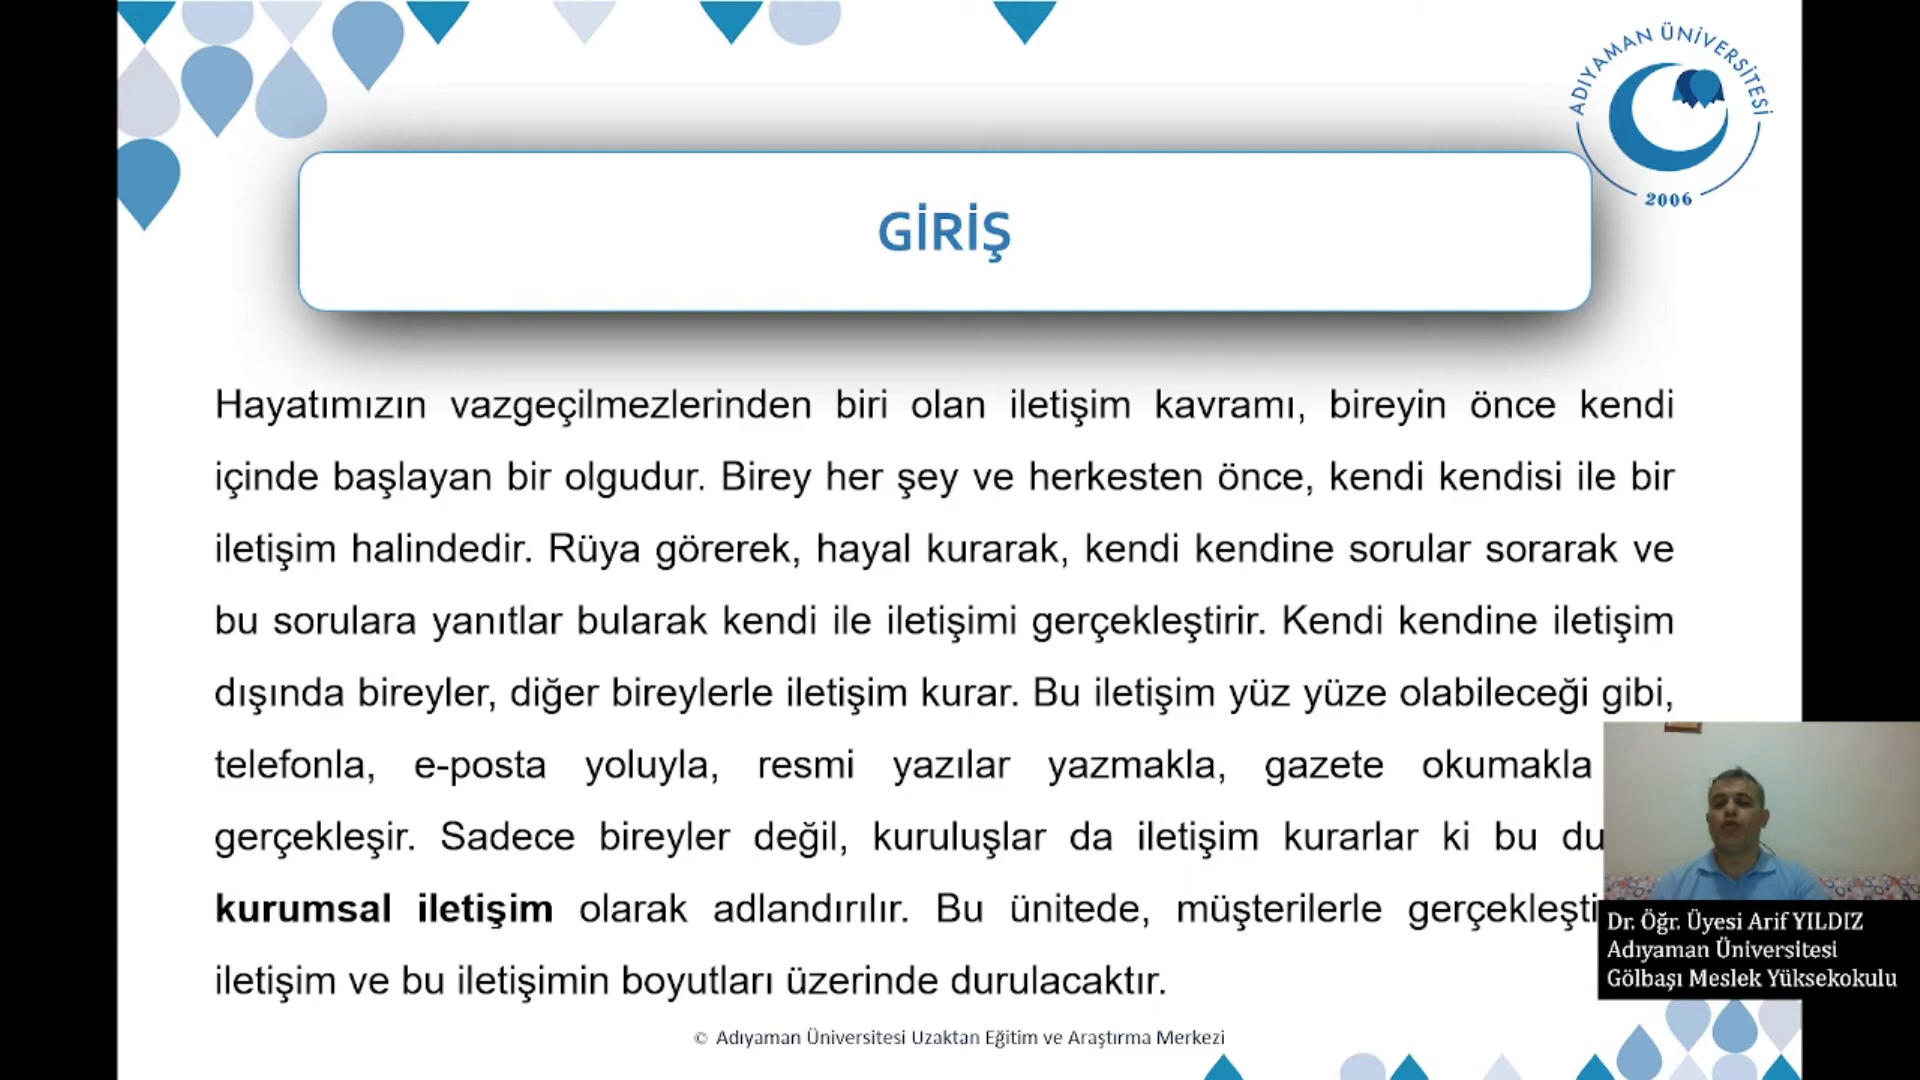 ADIYAMAN ÜNİVERSİTESİ
2006
GİRİŞ
Hayatımızın vazgeçilmezlerinden biri olan iletişim kavramı, bireyin önce kendi
içinde başlayan bir olgudur. Birey her şey ve herkesten önce, kendi kendisi ile bir
iletişim halindedir. Rüya görerek, hayal kurarak, kendi kendine sorular sorarak ve
bu sorulara yanıtlar bularak kendi ile iletişimi gerçekleştirir. Kendi kendine iletişim
dışında bireyler, diğer bireylerle iletişim kurar. Bu iletişim yüz yüze olabileceği gibi,
telefonla, e-posta yoluyla, resmi yazılar yazmakla, gazete okumakla
gerçekleşir. Sadece bireyler değil, kuruluşlar da iletişim kurarlar ki bu du
kurumsal iletişim olarak adlandırılır. Bu ünitede, müşterilerle gerçekleşti
iletişim ve bu iletişimin boyutları üzerinde durulacaktır.
Dr. Öğr. Üyesi Arif YILDIZ
Adıyaman Üniversitesi
Gölbaşı Meslek Yüksekokulu
© Adıyaman Üniversitesi Uzaktan Eğitim ve Araştırma Merkezi